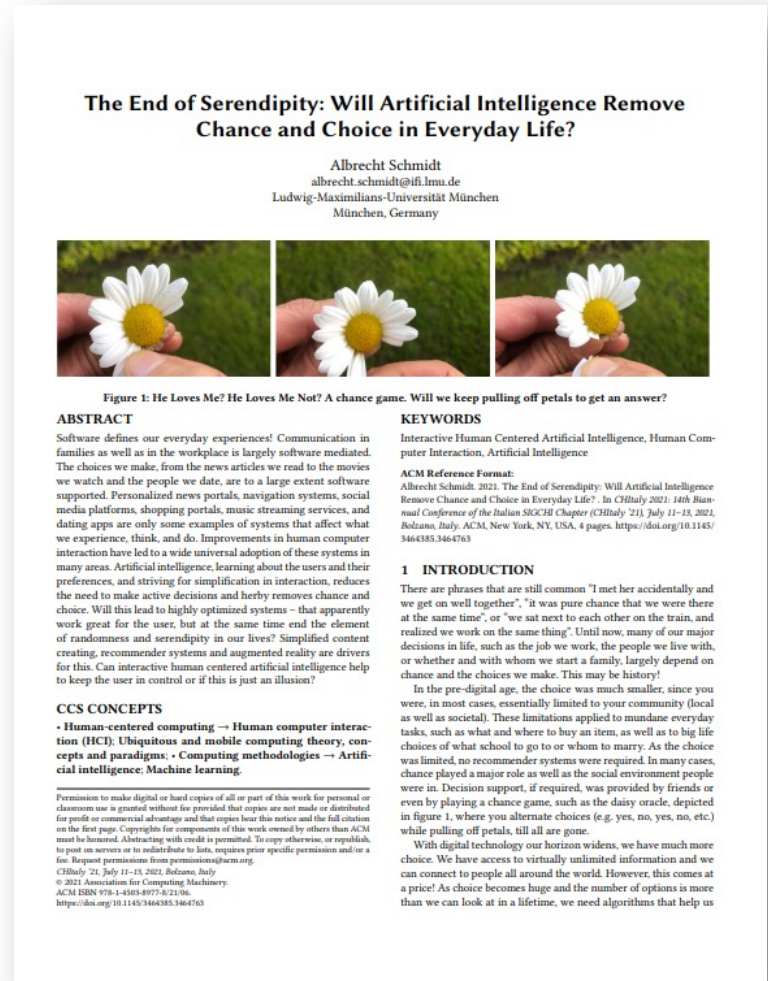 The End of Serendipity: Will Artificial Intelligence Remove
Chance and Choice in Everyday Life?
Albrecht Schmidt
albrecht.schmidt@ifi.lmu.de
Ludwig-Maximilians-Universität München
München, Germany
Figure 1: He Loves Me? He Loves Me Not? A chance game. Will we keep pulling off petals to get an answer?
ABSTRACT
Software defines our everyday experiences! Communication in
families as well as in the workplace is largely software mediated.
The choices we make, from the news articles we read to the movies
we watch and the people we date, are to a large extent software
supported. Personalized news portals, navigation systems, social
media platforms, shopping portals, music streaming services, and
dating apps are only some examples of systems that affect what
we experience, think, and do. Improvements in human computer
interaction have led to a wide universal adoption of these systems in
many areas. Artificial intelligence, learning about the users and their
preferences, and striving for simplification in interaction, reduces
the need to make active decisions and herby removes chance and
choice. Will this lead to highly optimized systems – that apparently
work great for the user, but at the same time end the element
of randomness and serendipity in our lives? Simplified content
creating, recommender systems and augmented reality are drivers
for this. Can interactive human centered artificial intelligence help
to keep the user in control or if this is just an illusion?
CCS CONCEPTS
• Human-centered computing → Human computer interac-
tion (HCI); Ubiquitous and mobile computing theory, con-
cepts and paradigms; • Computing methodologies → Artifi-
cial intelligence; Machine learning.
Permission to make digital or hard copies of all or part of this work for personal or
classroom use is granted without fee provided that copies are not made or distributed
for profit or commercial advantage and that copies bear this notice and the full citation
on the first page. Copyrights for components of this work owned by others than ACM
must be honored. Abstracting with credit is permitted. To copy otherwise, or republish,
to post on servers or to redistribute to lists, requires prior specific permission and/or a
fee. Request permissions from permissions@acm.org.
CHItaly '21, July 11–13, 2021, Bolzano, Italy
© 2021 Association for Computing Machinery.
ACM ISBN 978-1-4503-8977-8/21/06.
https://doi.org/10.1145/3464385.3464763
KEYWORDS
Interactive Human Centered Artificial Intelligence, Human Com-
puter Interaction, Artificial Intelligence
ACM Reference Format:
Albrecht Schmidt. 2021. The End of Serendipity: Will Artificial Intelligence
Remove Chance and Choice in Everyday Life? . In CHItaly 2021: 14th Bian-
nual Conference of the Italian SIGCHI Chapter (CHItaly '21), July 11–13, 2021,
Bolzano, Italy. ACM, New York, NY, USA, 4 pages. https://doi.org/10.1145/
3464385.3464763
1 INTRODUCTION
There are phrases that are still common "I met her accidentally and
we get on well together", "it was pure chance that we were there
at the same time", or "we sat next to each other on the train, and
realized we work on the same thing". Until now, many of our major
decisions in life, such as the job we work, the people we live with,
or whether and with whom we start a family, largely depend on
chance and the choices we make. This may be history!
In the pre-digital age, the choice was much smaller, since you
were, in most cases, essentially limited to your community (local
as well as societal). These limitations applied to mundane everyday
tasks, such as what and where to buy an item, as well as to big life
choices of what school to go to or whom to marry. As the choice
was limited, no recommender systems were required. In many cases,
chance played a major role as well as the social environment people
were in. Decision support, if required, was provided by friends or
even by playing a chance game, such as the daisy oracle, depicted
in figure 1, where you alternate choices (e.g. yes, no, yes, no, etc.)
while pulling off petals, till all are gone.
With digital technology our horizon widens, we have much more
choice. We have access to virtually unlimited information and we
can connect to people all around the world. However, this comes at
a price! As choice becomes huge and the number of options is more
than we can look at in a lifetime, we need algorithms that help us